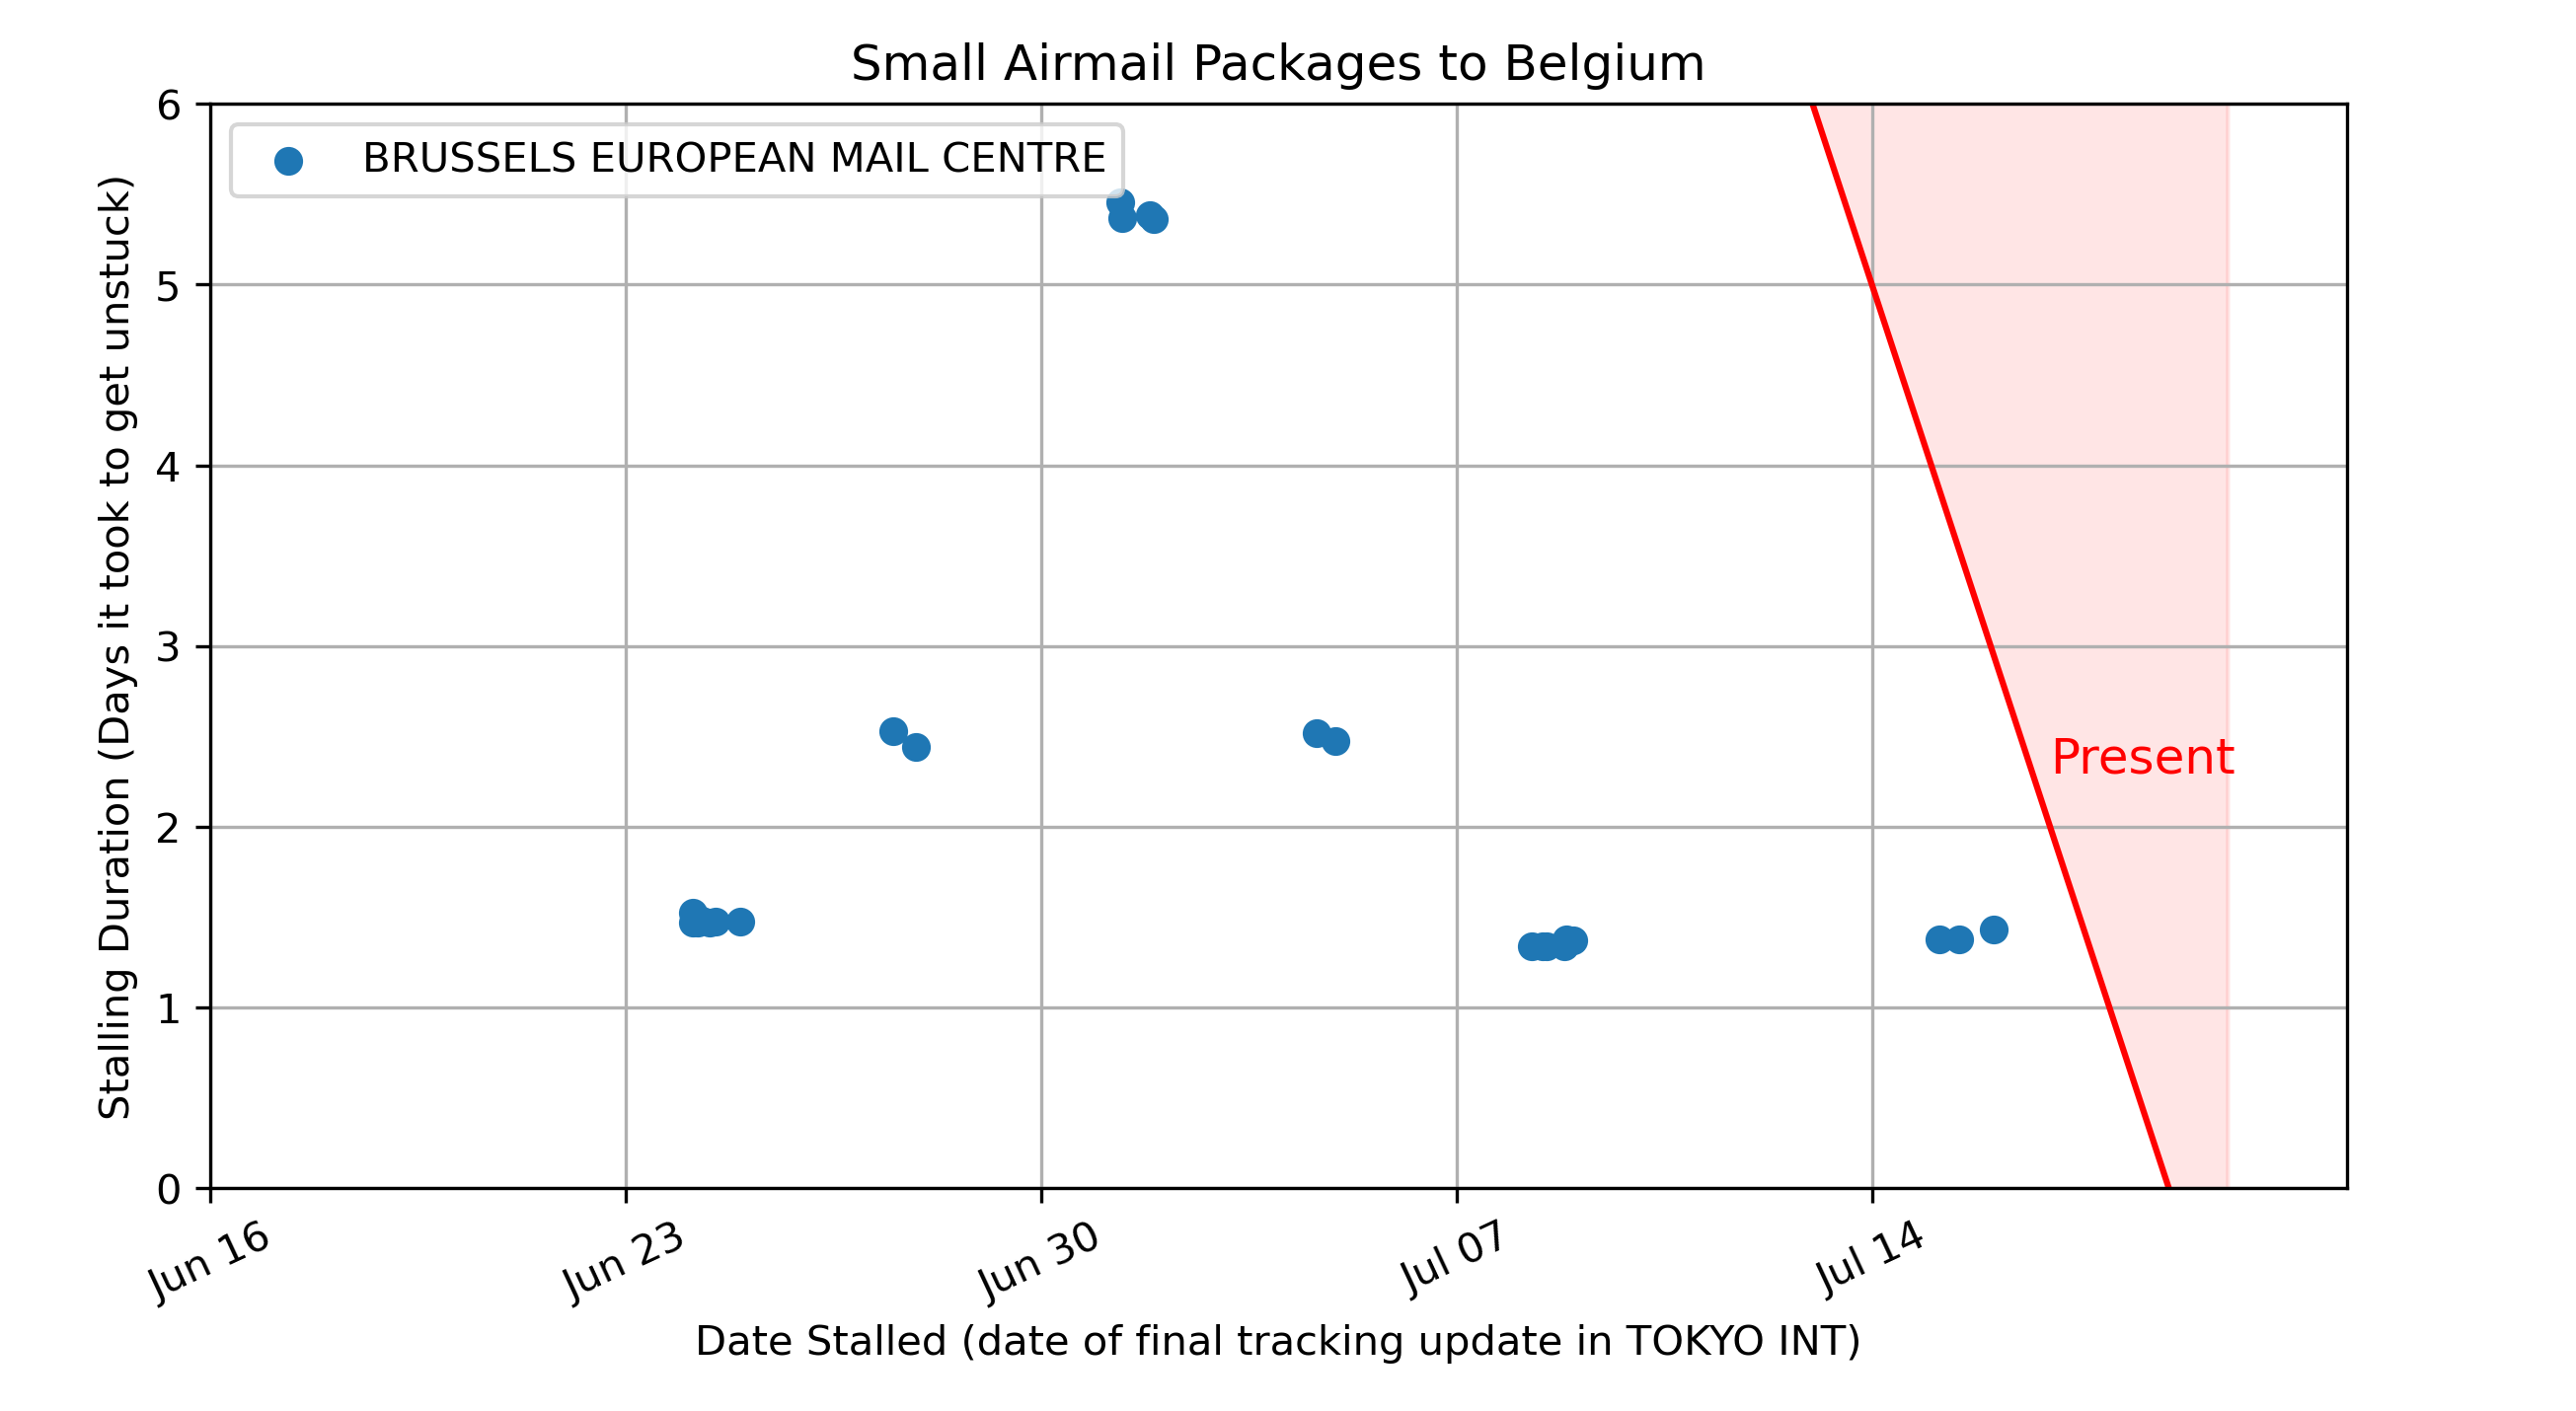 Small Airmail Packages to Belgium
BRUSSELS EUROPEAN MAIL CENTRE
Stalling Duration (Days it took to get unstuck)
6
5
4
3
2
1
0
Present
Jun 16
Jun 23
Jun 30
Jul 07
Jul 14
Date Stalled (date of final tracking update in TOKYO INT)